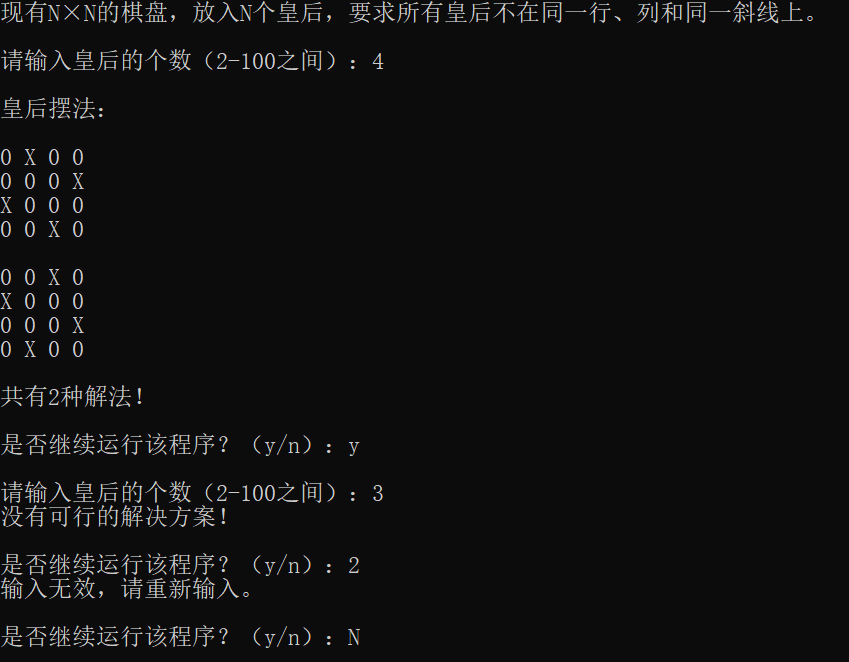 现有N×N的棋盘，放入N个皇后，要求所有皇后不在同一行、列和同一斜线上。
请输入皇后的个数（2-100之间）：4
皇后摆法：
0 X 0 0
0 0 0 X
X 0 0 0
0 0 X 0
0 0 X 0
X 0 0 0
0 0 0 X
0 X 0 0
共有2种解法！
是否继续运行该程序？（y/n）：y
请输入皇后的个数（2-100之间）：3
没有可行的解决方案！
是否继续运行该程序？（y/n）：2
输入无效，请重新输入。
是否继续运行该程序？（y/n）：N